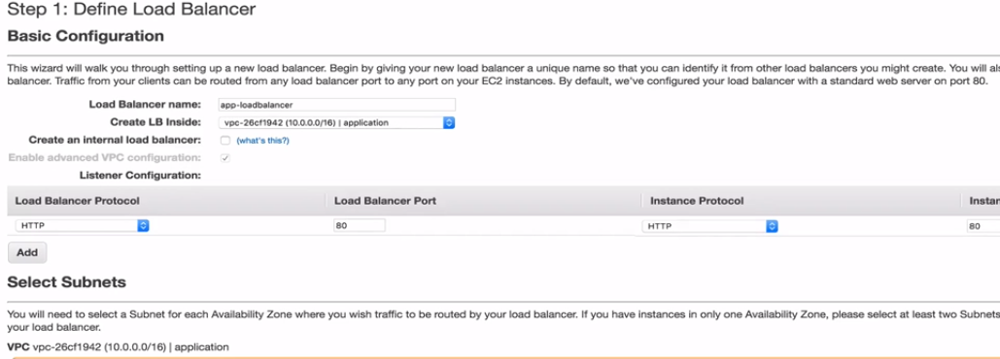 Step 1: Define Load Balancer
Basic Configuration
This wizard will walk you through setting up a new load balancer. Begin by giving your new load balancer a unique name so that you can identify it from other load balancers you might create. You will als
balancer. Traffic from your clients can be routed from any load balancer port to any port on your EC2 instances. By default, we've configured your load balancer with a standard web server on port 80.
Load Balancer name: app-loadbalancer
Create LB Inside: vpc-26cf1942 (10.0.0.0/16) | application
Create an internal load balancer: (what's this?)
Enable advanced VPC configuration:
Listener Configuration:
Load Balancer Protocol Load Balancer Port Instance Protocol Instan
HTTP 80 HTTP 80
Add
Select Subnets
You will need to select a Subnet for each Availability Zone where you wish traffic to be routed by your load balancer. If you have instances in only one Availability Zone, please select at least two Subnets
your load balancer.
VPC vpc-26cf1942 (10.0.0.0/16) | application